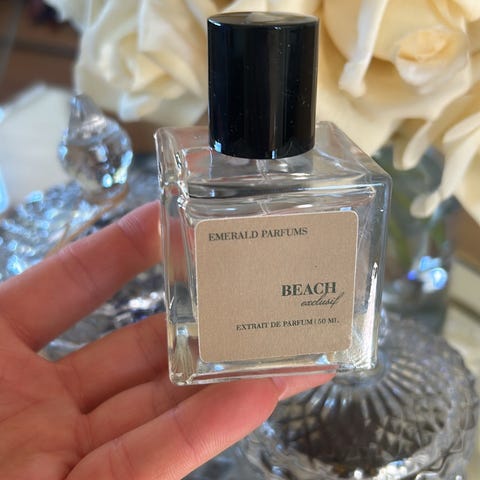 EMERALD PARFUMS
BEACH
exclusif
EXTRAIT DE PARFUM | 50 ML